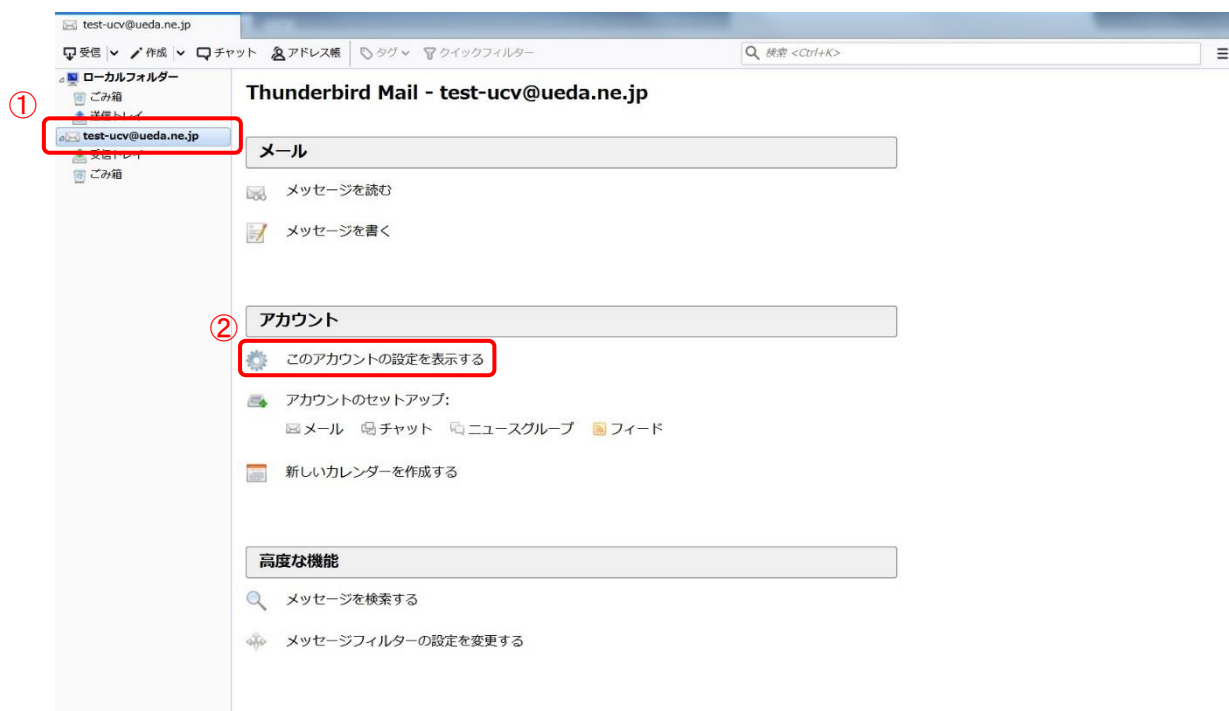 test-ucv@ueda.ne.jp
受信 作成 チャット アドレス帳 タグ クイックフィルター 検索 <Ctrl+K>
ローカルフォルダー
ごみ箱
送信トレイ
①
test-ucv@ueda.ne.jp
受信トレイ
ごみ箱
Thunderbird Mail - test-ucv@ueda.ne.jp
メール
メッセージを読む
メッセージを書く
アカウント
②
このアカウントの設定を表示する
アカウントのセットアップ:
メール チャット ニュースグループ フィード
新しいカレンダーを作成する
高度な機能
メッセージを検索する
メッセージフィルターの設定を変更する